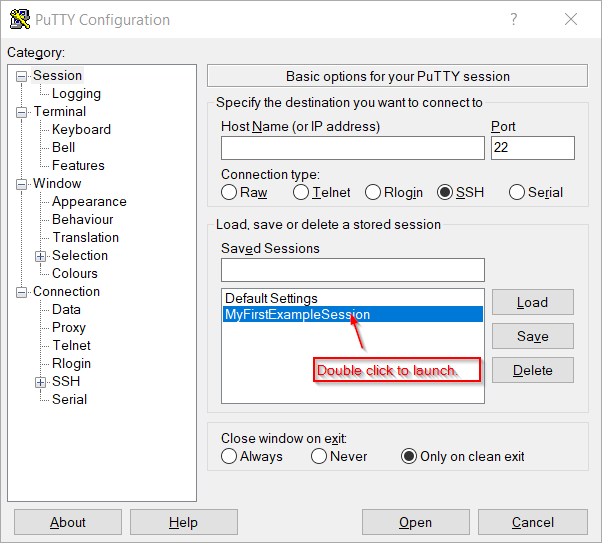 PuTTY Configuration
?
Category:
Session
Logging
Terminal
Keyboard
Bell
Features
Window
Appearance
Behaviour
Translation
Selection
Colours
Connection
Data
Proxy
Telnet
Rlogin
SSH
Serial
Basic options for your PuTTY session
Specify the destination you want to connect to
Host Name (or IP address) Port
22
Connection type:
Raw Telnet Rlogin SSH Serial
Load, save or delete a stored session
Saved Sessions
Default Settings
MyFirstExampleSession
Double click to launch.
Load
Save
Delete
Close window on exit:
Always Never Only on clean exit
About Help Open Cancel